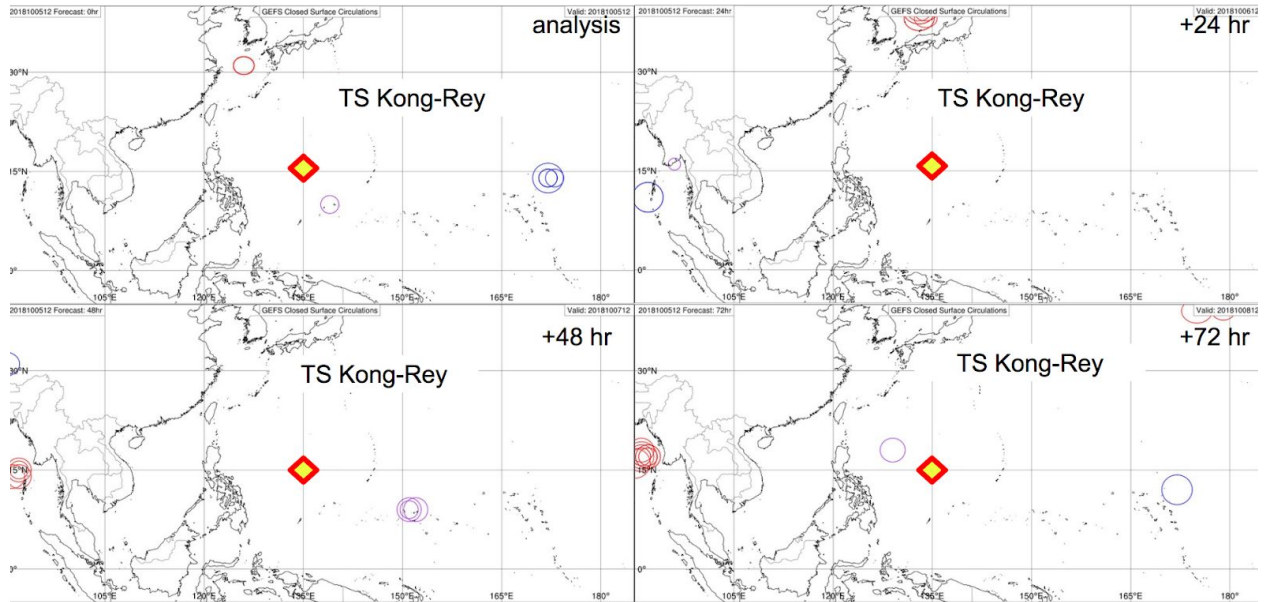 2018100512 Forecast: 0hr GEFS Closed Surface Circulations Valid: 2018100512
analysis
30°N
TS Kong-Rey
15°N
0°N
105°E 120°E 135°E 150°E 165°E 180°
2018100512 Forecast: 24hr GEFS Closed Surface Circulations Valid: 2018100612
+24 hr
30°N
TS Kong-Rey
15°N
0°N
105°E 120°E 135°E 150°E 165°E 180°
2018100512 Forecast: 48hr GEFS Closed Surface Circulations Valid: 2018100712
+48 hr
30°N
TS Kong-Rey
15°N
0°N
105°E 120°E 135°E 150°E 165°E 180°
2018100512 Forecast: 72hr GEFS Closed Surface Circulations Valid: 2018100812
+72 hr
30°N
TS Kong-Rey
15°N
0°N
105°E 120°E 135°E 150°E 165°E 180°